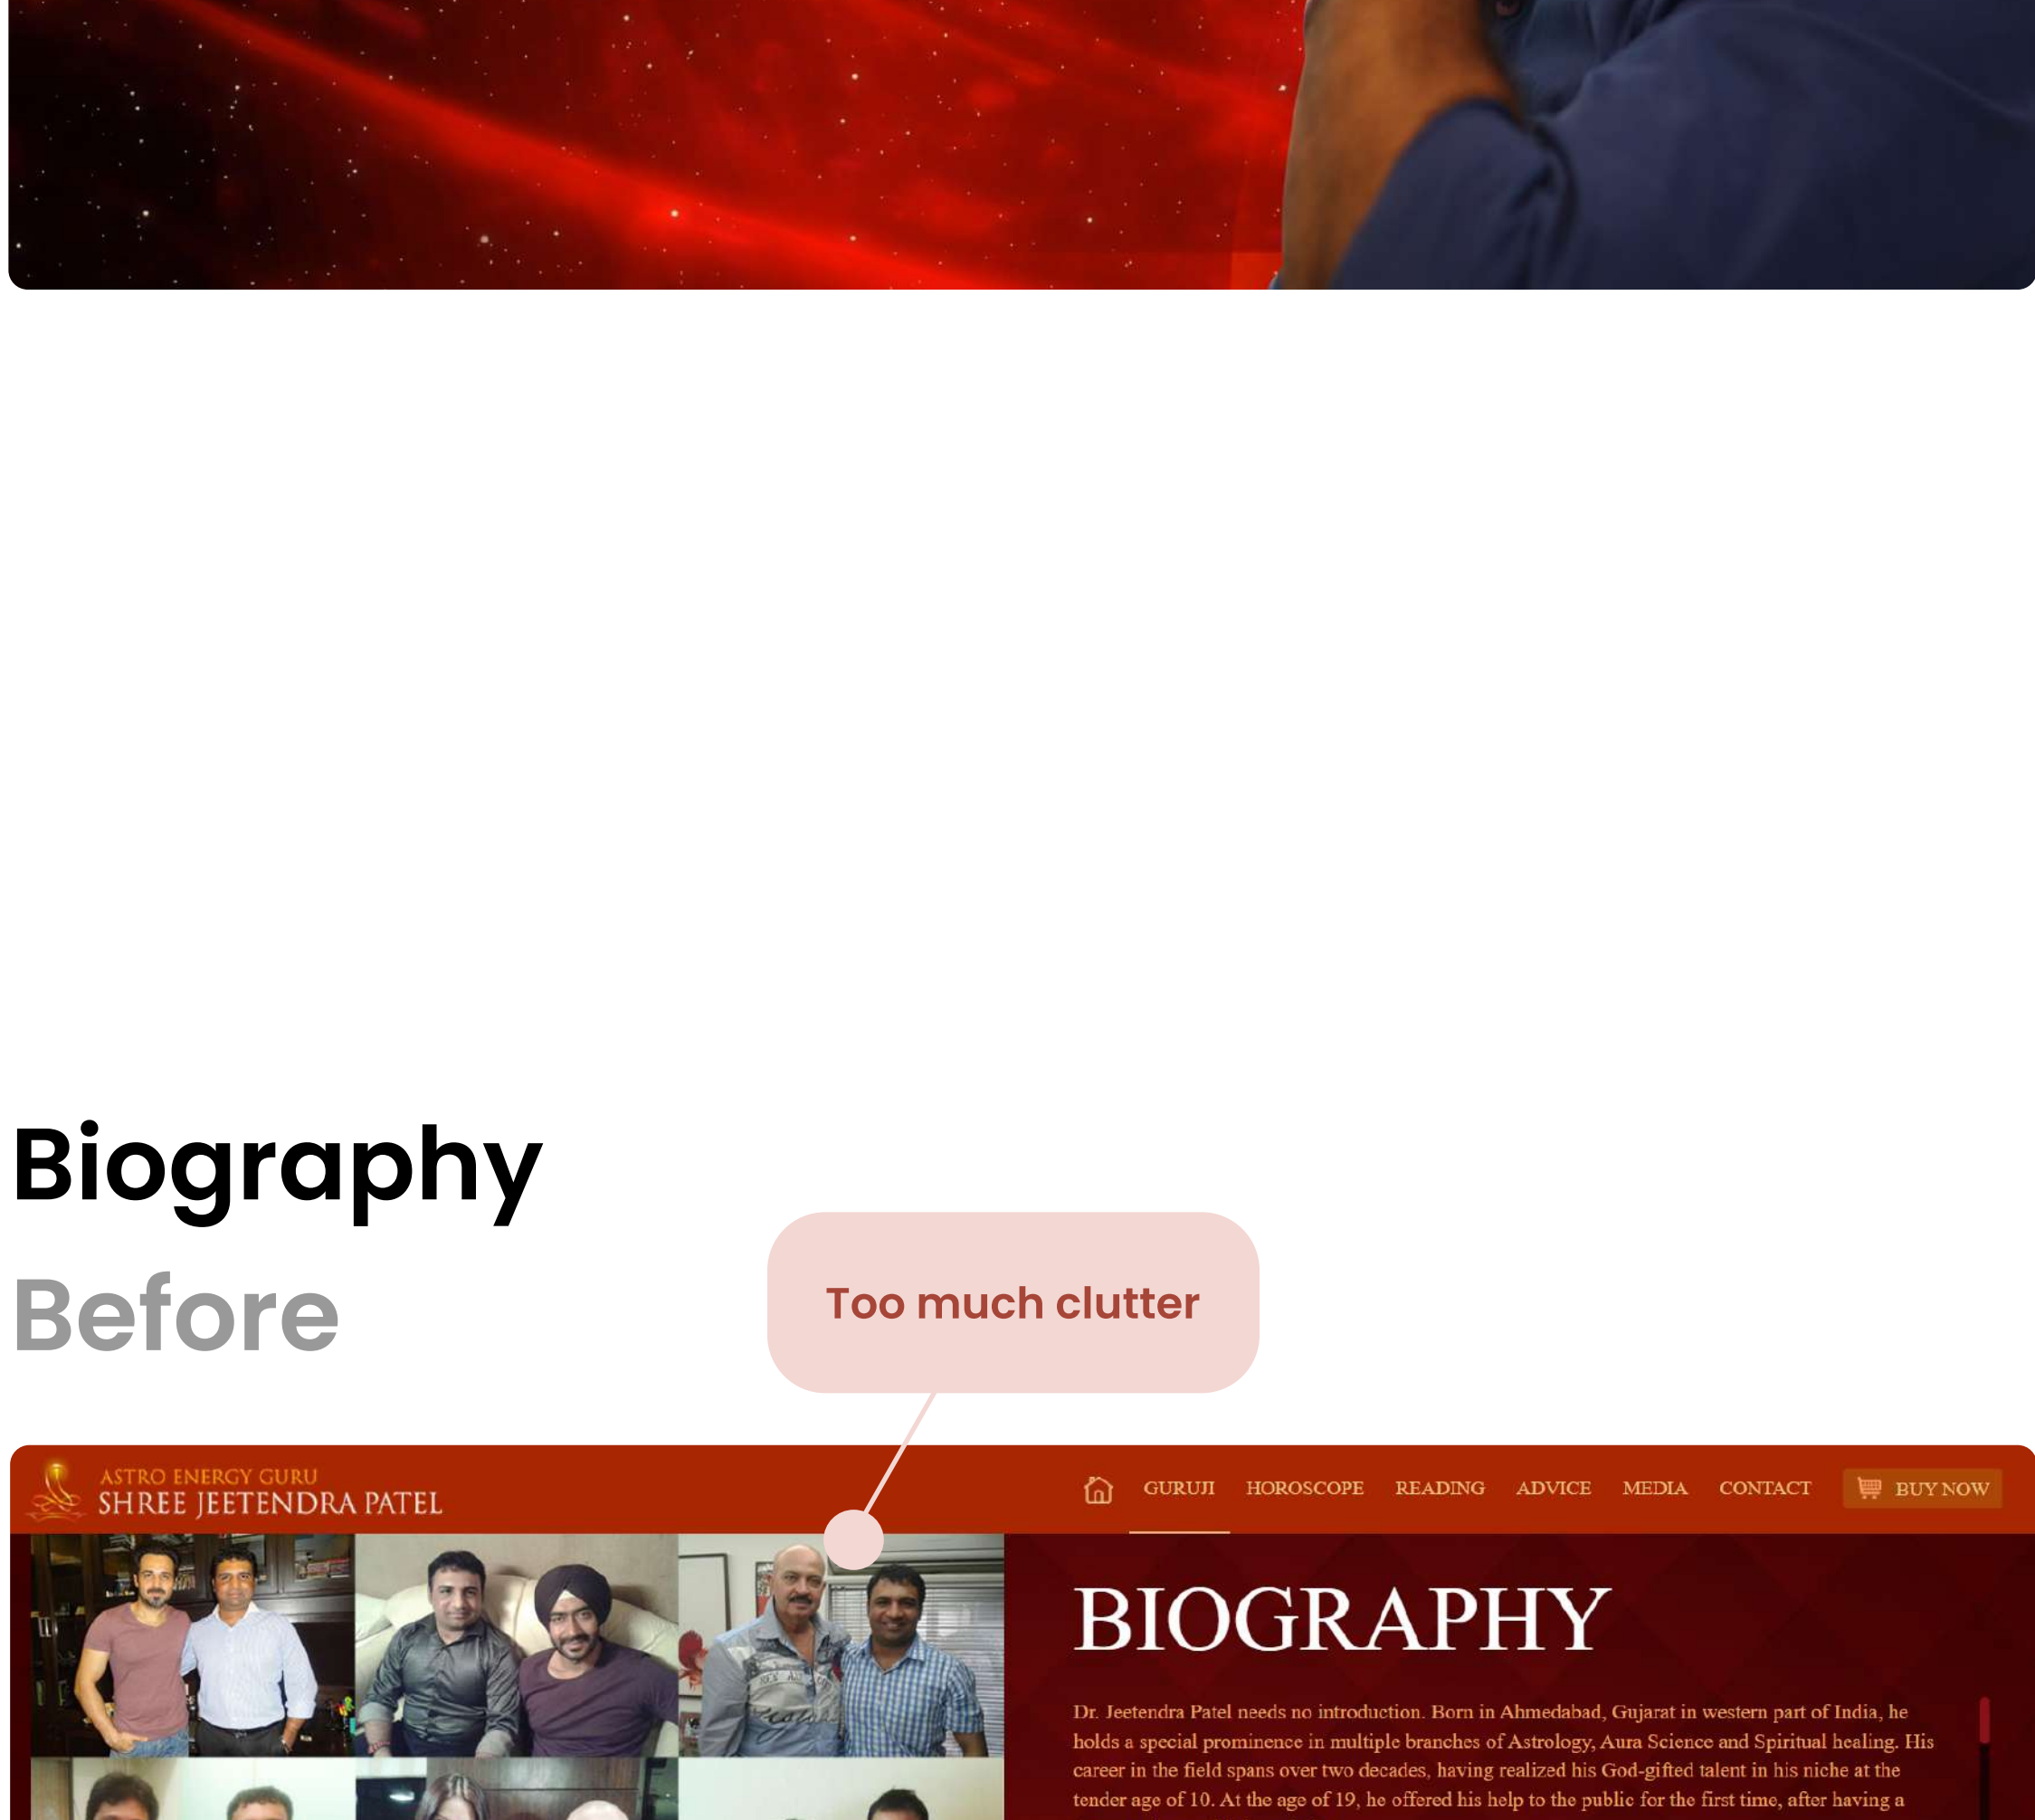 Biography
Before
Too much clutter
ASTRO ENERGY GURU
SHREE JEETENDRA PATEL
GURUJI HOROSCOPE READING ADVICE MEDIA CONTACT BUY NOW
BIOGRAPHY
Dr. Jeetendra Patel needs no introduction. Born in Ahmedabad, Gujarat in western part of India, he
holds a special prominence in multiple branches of Astrology, Aura Science and Spiritual healing. His
career in the field spans over two decades, having realized his God-gifted talent in his niche at the
tender age of 10. At the age of 19, he offered his help to the public for the first time, after having a